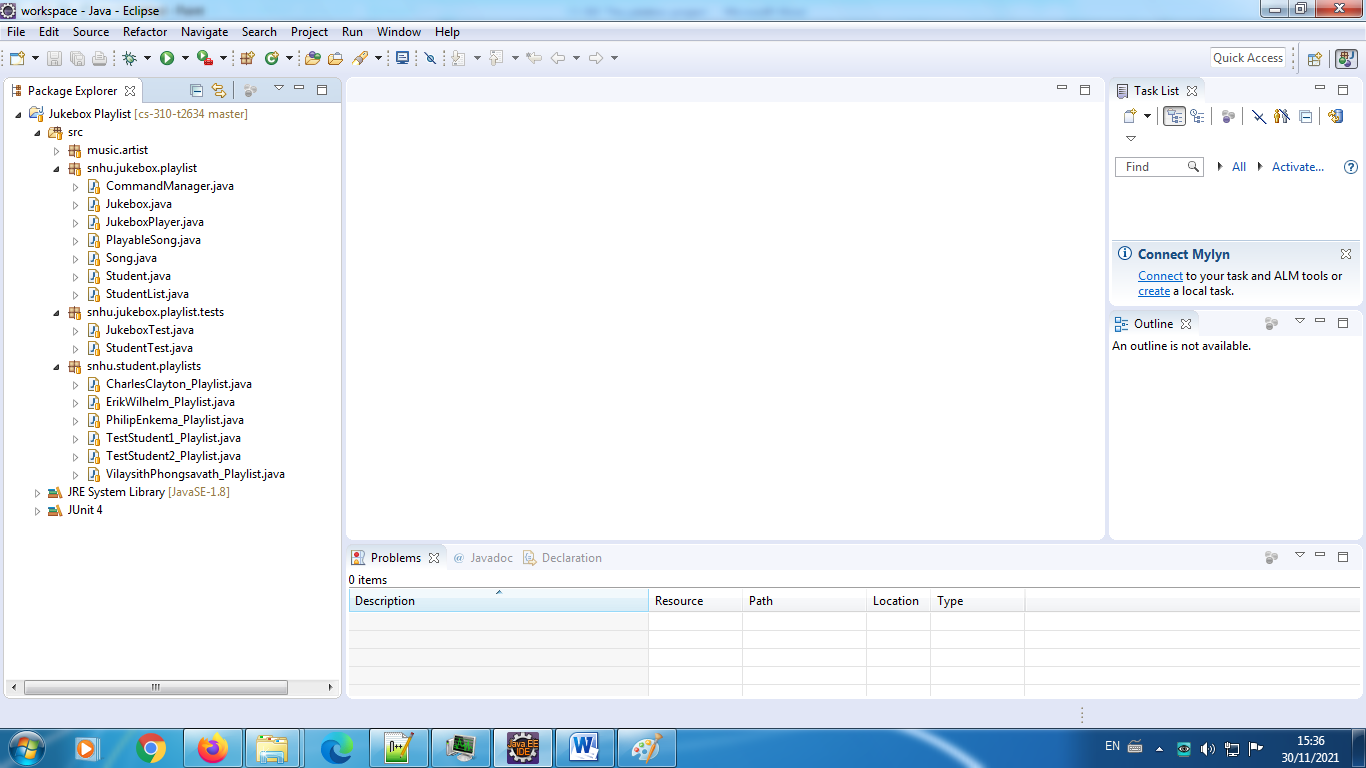 workspace - Java - Eclipse
File Edit Source Refactor Navigate Search Project Run Window Help
Quick Access
Package Explorer
Jukebox Playlist [cs-310-t2634 master]
src
music.artist
snhu.jukebox.playlist
CommandManager.java
Jukebox.java
JukeboxPlayer.java
PlayableSong.java
Song.java
Student.java
StudentList.java
snhu.jukebox.playlist.tests
JukeboxTest.java
StudentTest.java
snhu.student.playlists
CharlesClayton_Playlist.java
ErikWilhelm_Playlist.java
PhilipEnkema_Playlist.java
TestStudent1_Playlist.java
TestStudent2_Playlist.java
VilaysithPhongsavath_Playlist.java
JRE System Library [JavaSE-1.8]
JUnit 4
Task List
Find All Activate...
Connect Mylyn
Connect to your task and ALM tools or
create a local task.
Outline
An outline is not available.
Problems @ Javadoc Declaration
0 items
Description Resource Path Location Type
Java EE
IDE
EN
15:36
30/11/2021